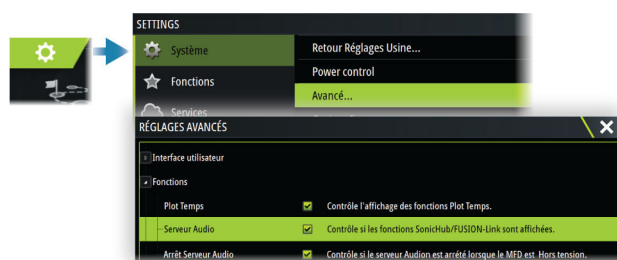 SETTINGS
Système
Retour Réglages Usine...
Fonctions
Power control
Services
Avancé...
RÉGLAGES AVANCÉS
Interface utilisateur
Fonctions
Plot Temps
Contrôle l'affichage des fonctions Plot Temps.
Serveur Audio
Contrôle si les fonctions SonicHub/FUSION-Link sont affichées.
Arrêt Serveur Audio
Contrôle si le serveur Audion est arrété lorsque le MFD est Hors tension.